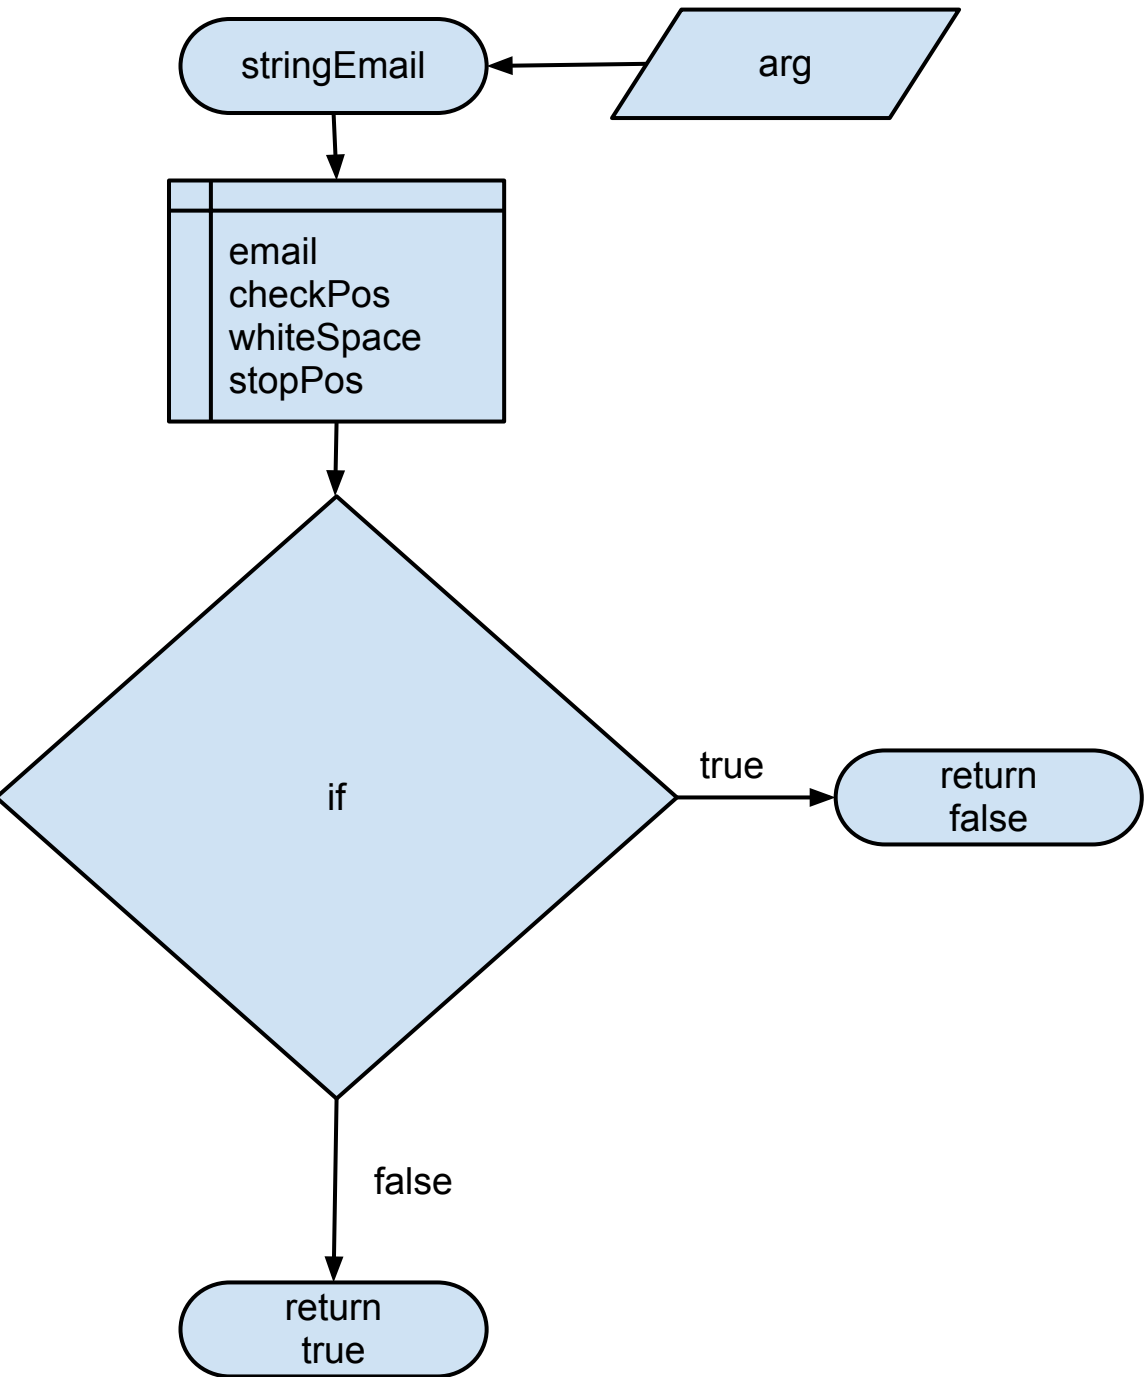 stringEmail
arg
email
checkPos
whiteSpace
stopPos
if
true
return
false
false
return
true